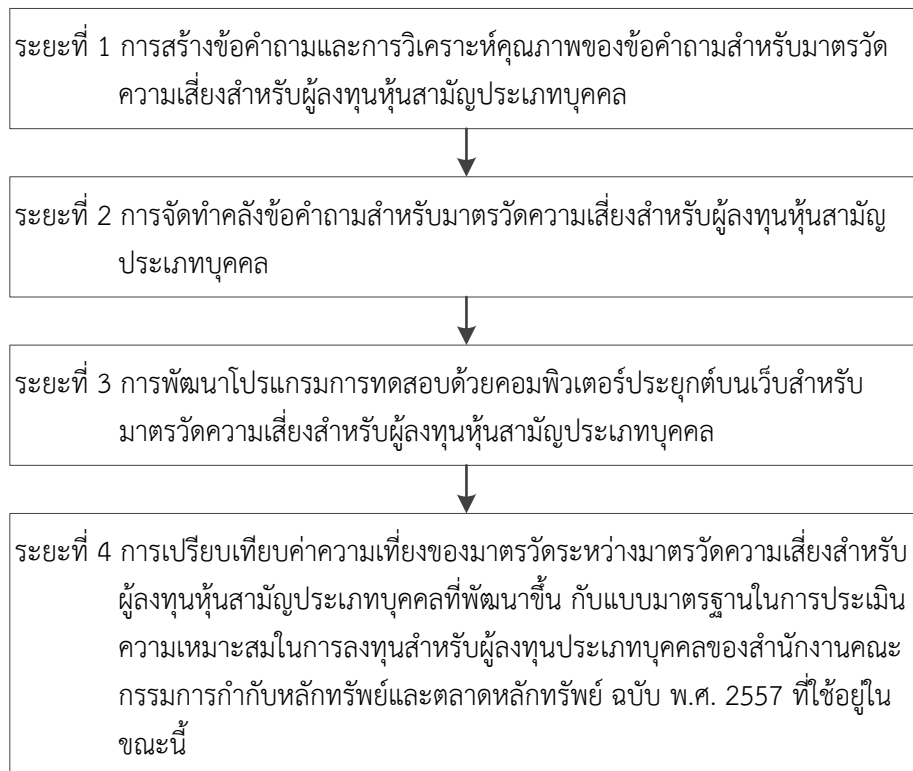 ระยะที่ 1 การสร้างข้อคำถามและการวิเคราะห์คุณภาพของข้อคำถามสำหรับมาตรวัด
ความเสี่ยงสำหรับผู้ลงทุนหุ้นสามัญประเภทบุคคล
ระยะที่ 2 การจัดทำคลังข้อคำถามสำหรับมาตรวัดความเสี่ยงสำหรับผู้ลงทุนหุ้นสามัญ
ประเภทบุคคล
ระยะที่ 3 การพัฒนาโปรแกรมการทดสอบด้วยคอมพิวเตอร์ประยุกต์บนเว็บสำหรับ
มาตรวัดความเสี่ยงสำหรับผู้ลงทุนหุ้นสามัญประเภทบุคคล
ระยะที่ 4 การเปรียบเทียบค่าความเที่ยงของมาตรวัดระหว่างมาตรวัดความเสี่ยงสำหรับ
ผู้ลงทุนหุ้นสามัญประเภทบุคคลที่พัฒนาขึ้น กับแบบมาตรฐานในการประเมิน
ความเหมาะสมในการลงทุนสำหรับผู้ลงทุนประเภทบุคคลของสำนักงานคณะ
กรรมการกำกับหลักทรัพย์และตลาดหลักทรัพย์ ฉบับ พ.ศ. 2557 ที่ใช้อยู่ใน
ขณะนี้